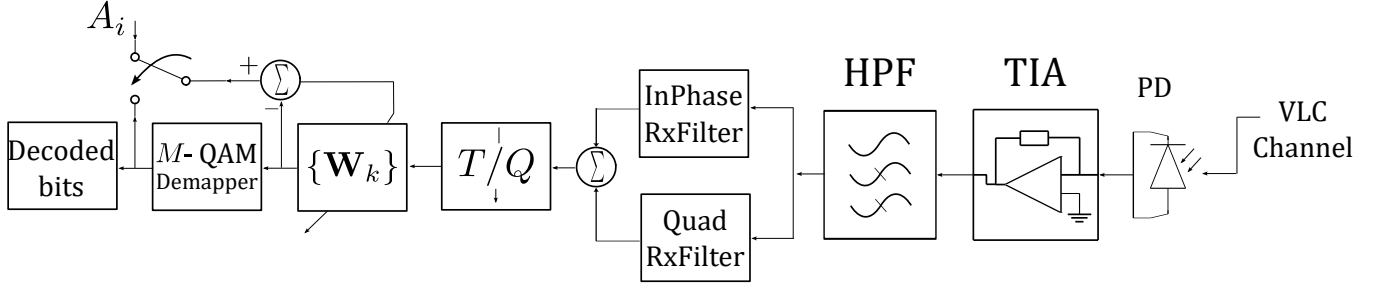 A_i
HPF
TIA
PD
VLC
Channel
InPhase
RxFilter
+
Σ
−
Decoded
bits
M- QAM
Demapper
{W_k}
T/Q
Σ
Quad
RxFilter